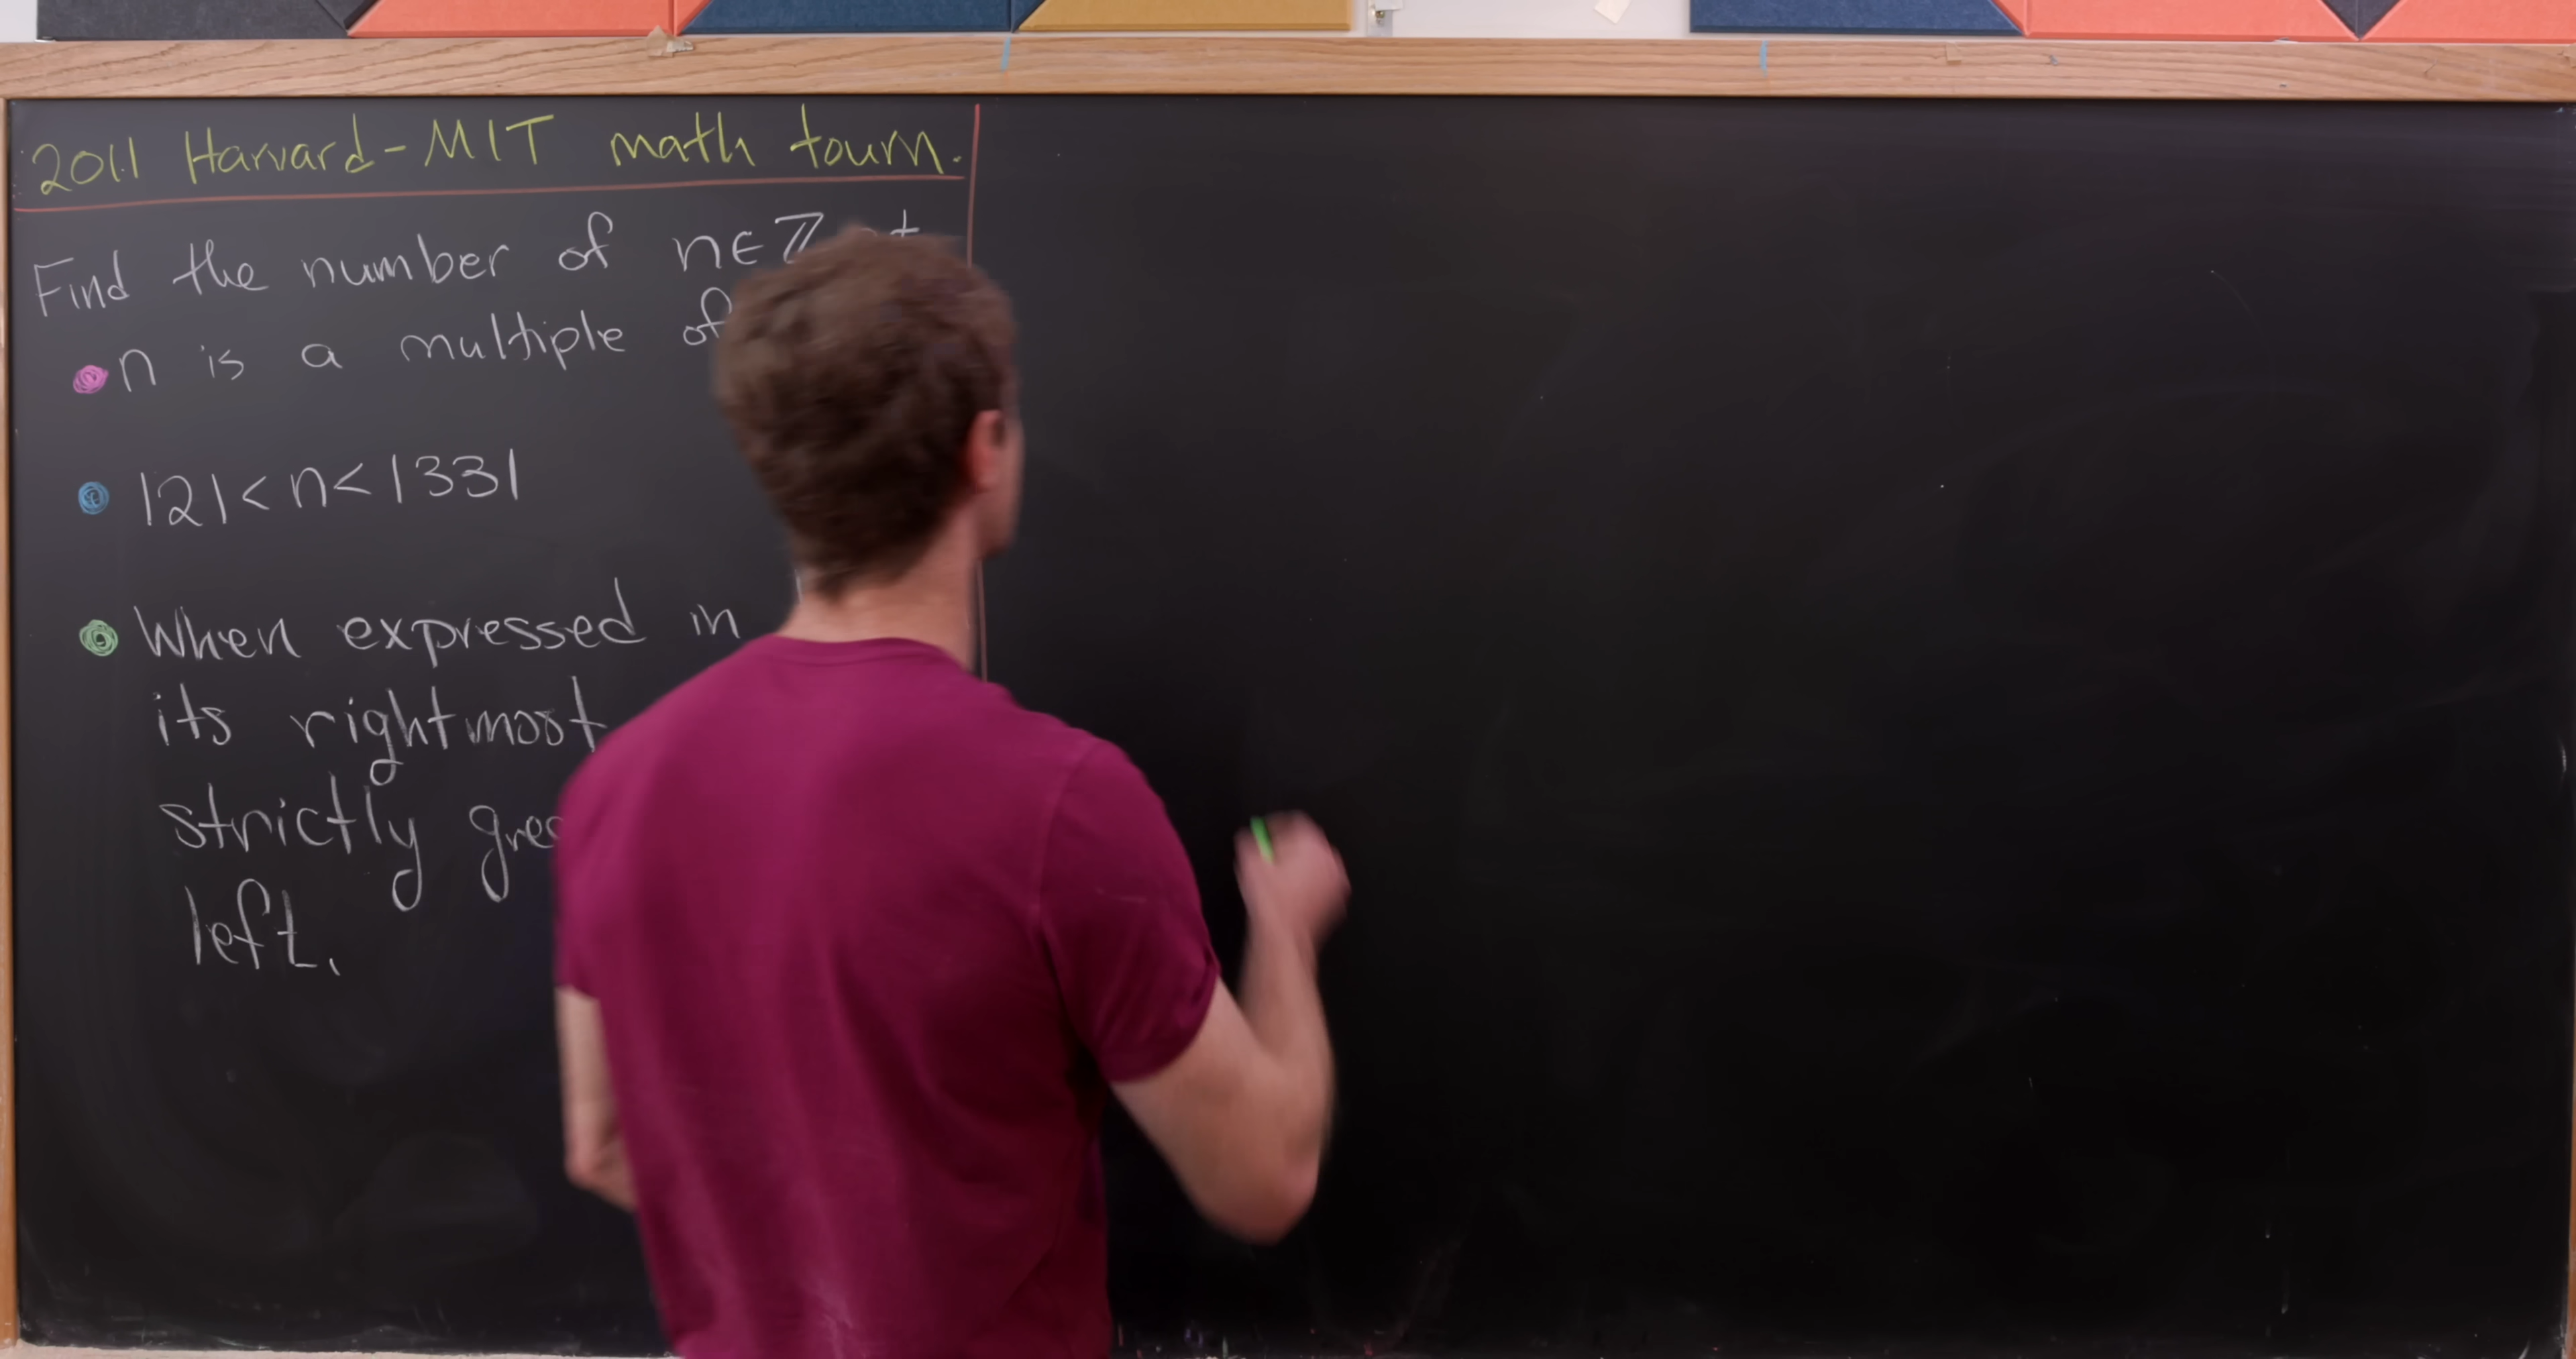 2011 Harvard-MIT math tourn.
Find the number of n∈ℤ
• n is a multiple of
• 121<n<1331
• When expressed in
its rightmost
strictly
left.